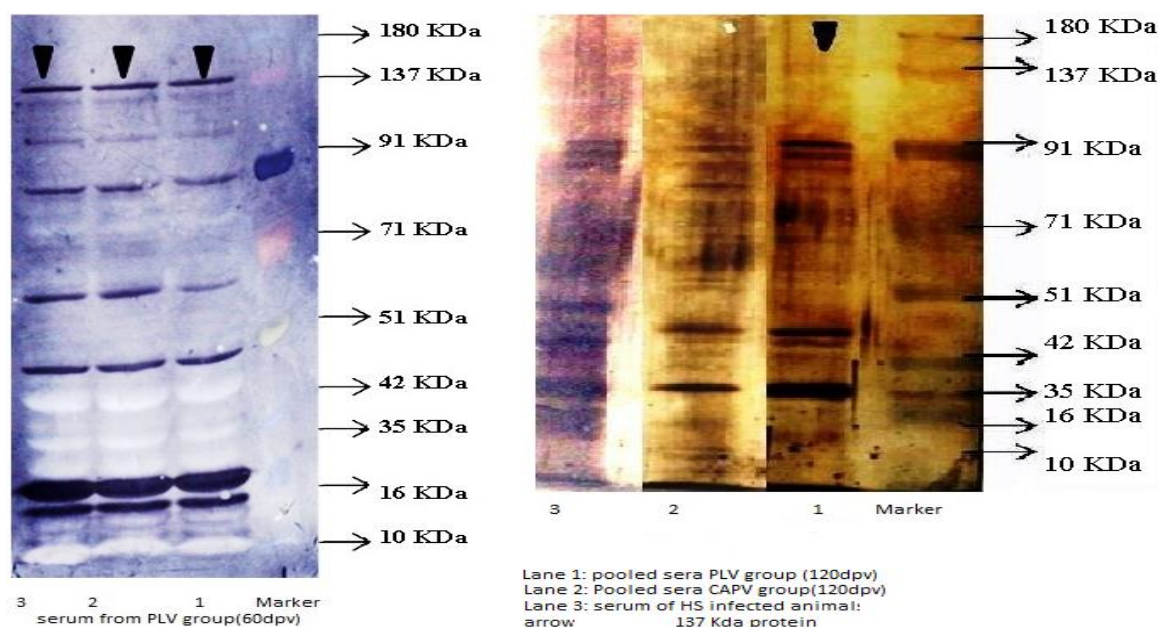 180 KDa
137 KDa
91 KDa
71 KDa
51 KDa
42 KDa
35 KDa
16 KDa
10 KDa
3 2 1 Marker
serum from PLV group(60dpv)
180 KDa
137 KDa
91 KDa
71 KDa
51 KDa
42 KDa
35 KDa
16 KDa
10 KDa
3 2 1 Marker
Lane 1: pooled sera PLV group (120dpv)
Lane 2: Pooled sera CAPV group(120dpv)
Lane 3: serum of HS infected animal:
arrow 137 Kda protein